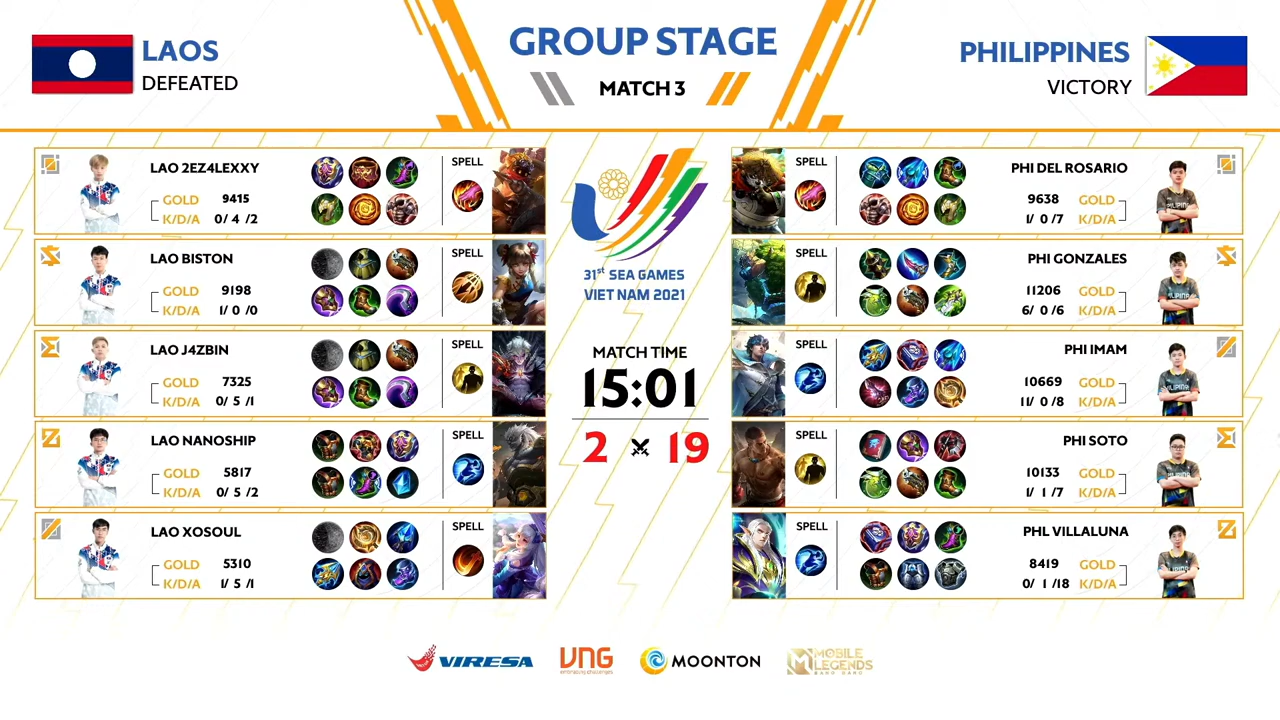 LAOS
DEFEATED
GROUP STAGE
MATCH 3
PHILIPPINES
VICTORY
LAO 2EZ4LEXXY
GOLD 9415
K/D/A 0/ 4 /2
SPELL
LAO BISTON
GOLD 9198
K/D/A 1/ 0 /0
SPELL
LAO J4ZBIN
GOLD 7325
K/D/A 0/ 5 /1
SPELL
LAO NANOSHIP
GOLD 5817
K/D/A 0/ 5 /2
SPELL
LAO XOSOUL
GOLD 5310
K/D/A 1/ 5 /1
SPELL
31st SEA GAMES
VIET NAM 2021
MATCH TIME
15:01
2 19
SPELL
PHI DEL ROSARIO
9638 GOLD
1/ 0 /7 K/D/A
SPELL
PHI GONZALES
11206 GOLD
6/ 0 /6 K/D/A
SPELL
PHI IMAM
10669 GOLD
11/ 0 /8 K/D/A
SPELL
PHI SOTO
10133 GOLD
1/ 1 /7 K/D/A
SPELL
PHL VILLALUNA
8419 GOLD
0/ 1 /18 K/D/A
VIRESA
VNG
embracing challenges
MOONTON
MOBILE
LEGENDS
BANG BANG